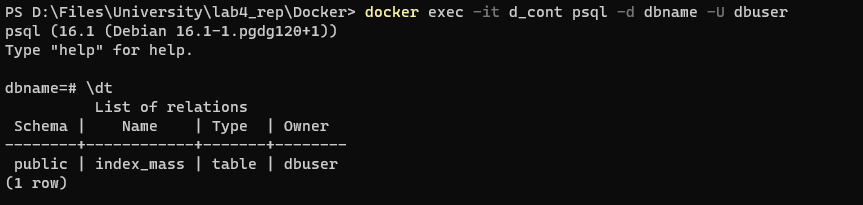 PS D:\Files\University\lab4_rep\Docker> docker exec -it d_cont psql -d dbname -U dbuser
psql (16.1 (Debian 16.1-1.pgdg120+1))
Type "help" for help.

dbname=# \dt
          List of relations
 Schema |    Name    | Type  | Owner
--------+------------+-------+--------
 public | index_mass | table | dbuser
(1 row)